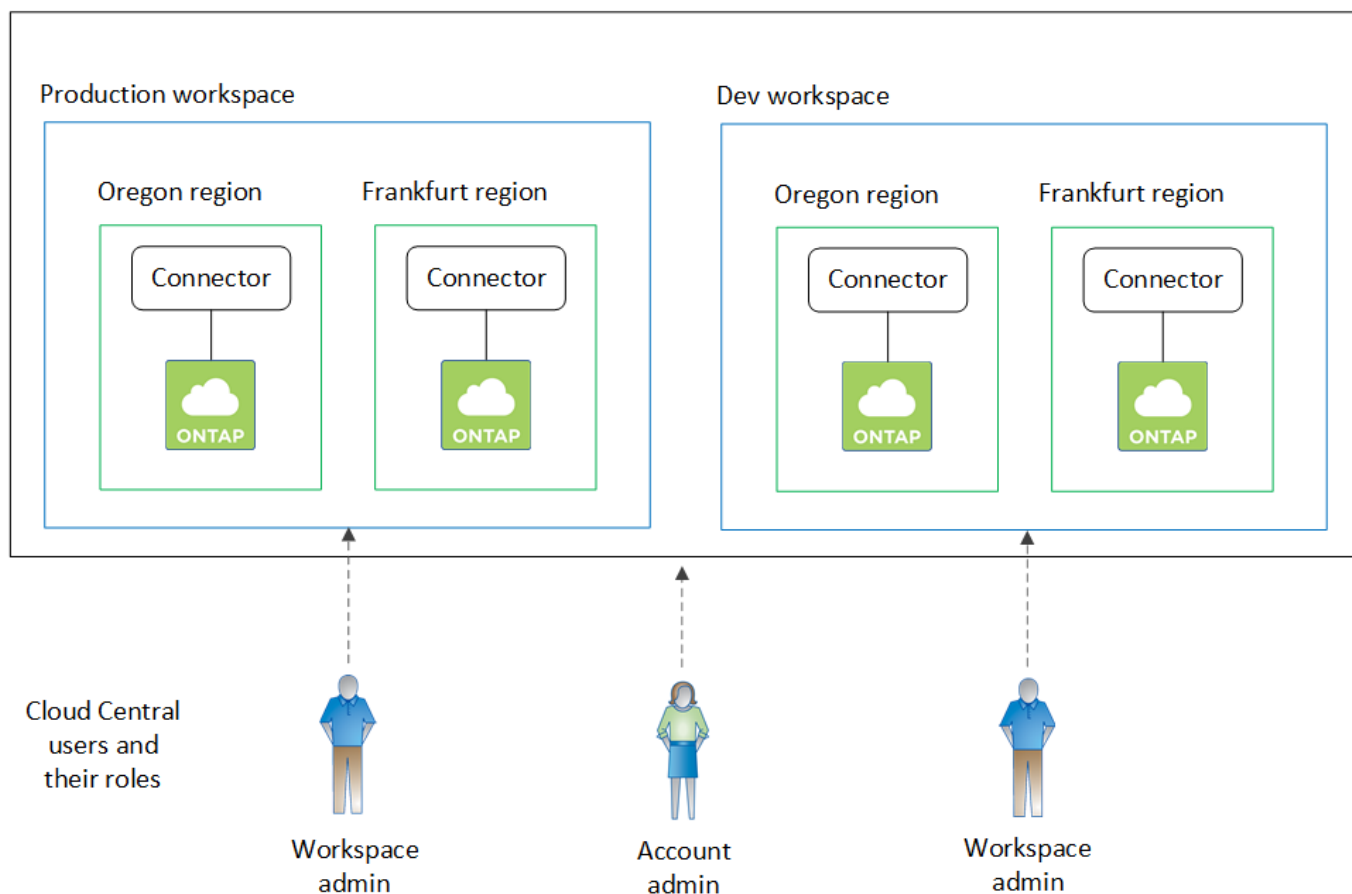 Production workspace
Dev workspace
Oregon region
Frankfurt region
Oregon region
Frankfurt region
Connector
Connector
Connector
Connector
ONTAP
ONTAP
ONTAP
ONTAP
Cloud Central
users and
their roles
Workspace
admin
Account
admin
Workspace
admin